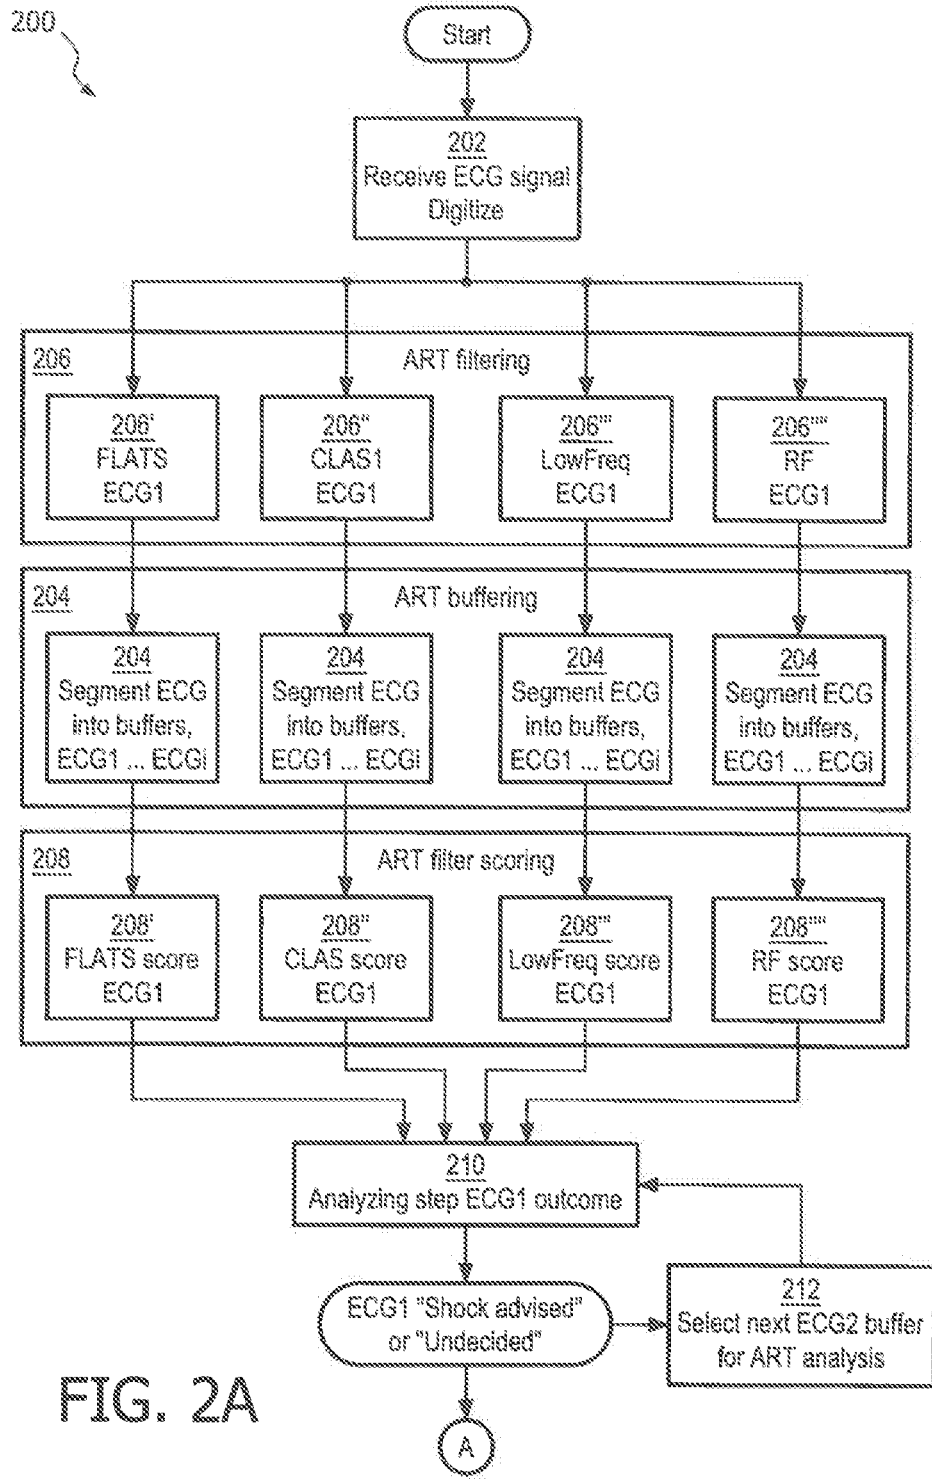 200
Start
202
Receive ECG signal
Digitize
206
ART filtering
206'
FLATS
ECG1
206"
CLAS1
ECG1
206'"
LowFreq
ECG1
206""
RF
ECG1
204
ART buffering
204
Segment ECG
into buffers,
ECG1 ... ECGi
204
Segment ECG
into buffers,
ECG1 ... ECGi
204
Segment ECG
into buffers,
ECG1 ... ECGi
204
Segment ECG
into buffers,
ECG1 ... ECGi
208
ART filter scoring
208'
FLATS score
ECG1
208"
CLAS score
ECG1
208'"
LowFreq score
ECG1
208""
RF score
ECG1
210
Analyzing step ECG1 outcome
ECG1 "Shock advised"
or "Undecided"
212
Select next ECG2 buffer
for ART analysis
FIG. 2A
A